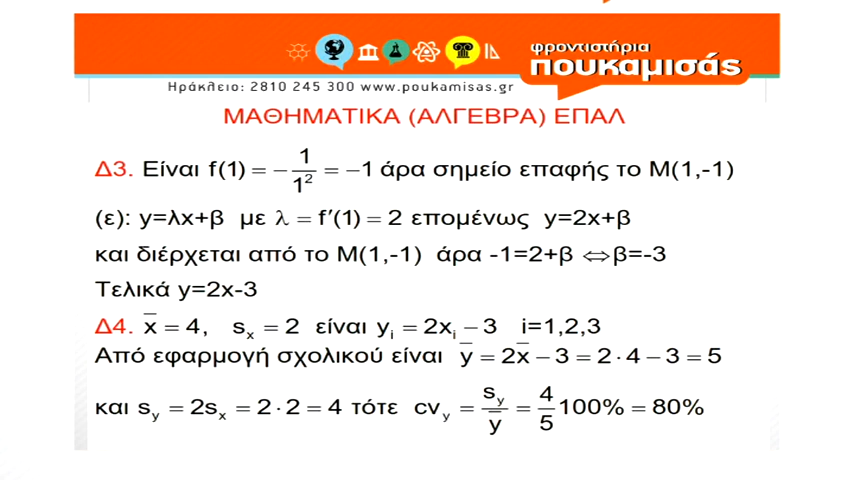 φροντιστήρια
πουκαμισάς
Ηράκλειο: 2810 245 300 www.poukamisas.gr
ΜΑΘΗΜΑΤΙΚΑ (ΑΛΓΕΒΡΑ) ΕΠΑΛ
Δ3. Είναι f(1) = −1/1² = −1 άρα σημείο επαφής το Μ(1,-1)
(ε): y=λx+β με λ = f′(1) = 2 επομένως y=2x+β
και διέρχεται από το Μ(1,-1) άρα -1=2+β ⇔β=-3
Τελικά y=2x-3
Δ4. x̅ = 4, sₓ = 2 είναι yᵢ = 2xᵢ − 3 i=1,2,3
Από εφαρμογή σχολικού είναι y̅ = 2x̅ − 3 = 2·4 − 3 = 5
και s_y = 2sₓ = 2·2 = 4 τότε cv_y = s_y/y̅ = 4/5 100% = 80%